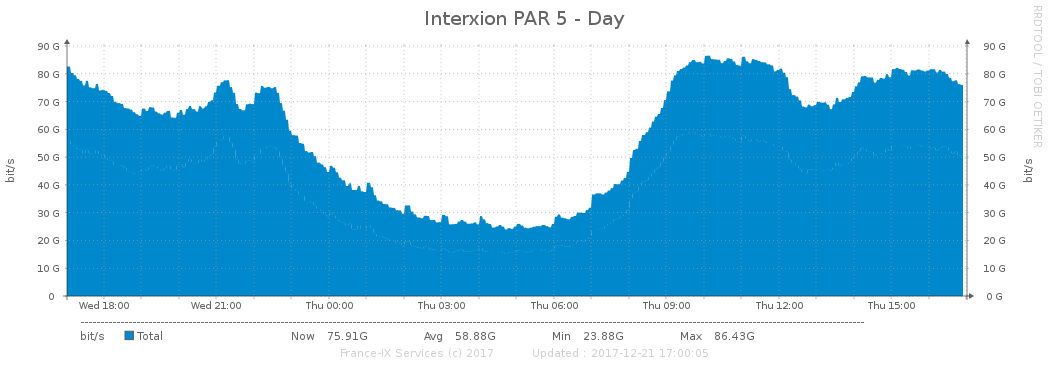 Interxion PAR 5 - Day
RRDTOOL / TOBI OETIKER
bit/s
90 G 90 G
80 G 80 G
70 G 70 G
60 G 60 G
50 G 50 G
40 G 40 G
30 G 30 G
20 G 20 G
10 G 10 G
0 0 G
bit/s
Wed 18:00 Wed 21:00 Thu 00:00 Thu 03:00 Thu 06:00 Thu 09:00 Thu 12:00 Thu 15:00
bit/s Total Now 75.91G Avg 58.88G Min 23.88G Max 86.43G
France-IX Services (c) 2017 Updated : 2017-12-21 17:00:05